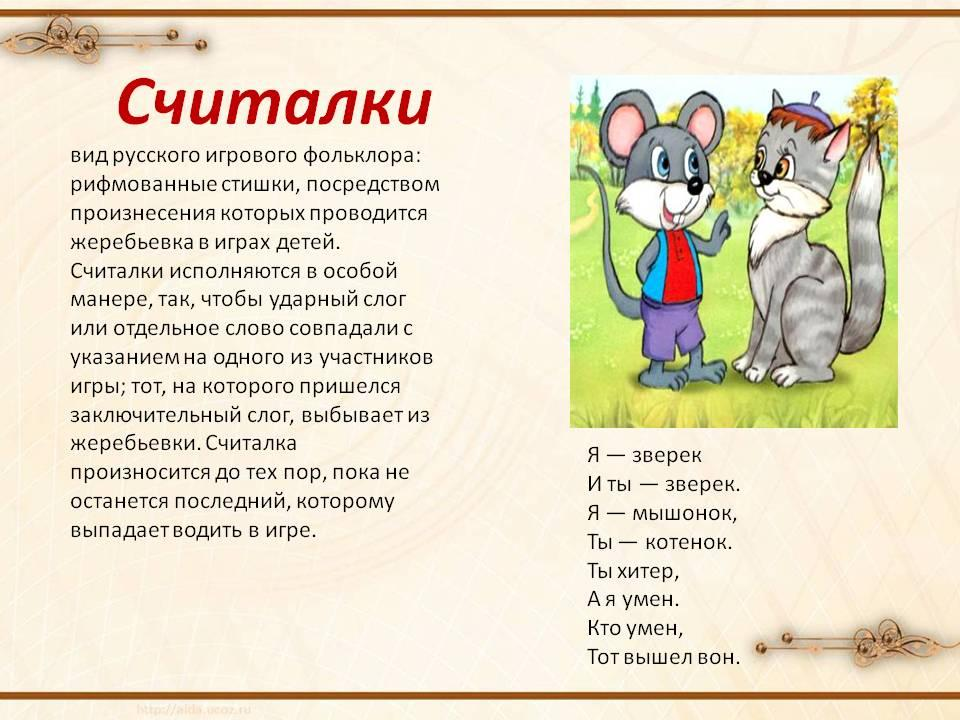 Считалки
вид русского игрового фольклора:
рифмованные стишки, посредством
произнесения которых проводится
жеребьевка в играх детей.
Считалки исполняются в особой
манере, так, чтобы ударный слог
или отдельное слово совпадали с
указанием на одного из участников
игры; тот, на которого пришелся
заключительный слог, выбывает из
жеребьевки. Считалка
произносится до тех пор, пока не
останется последний, которому
выпадает водить в игре.
Я — зверек
И ты — зверек.
Я — мышонок,
Ты — котенок.
Ты хитер,
А я умен.
Кто умен,
Тот вышел вон.
http://aida.ucoz.ru